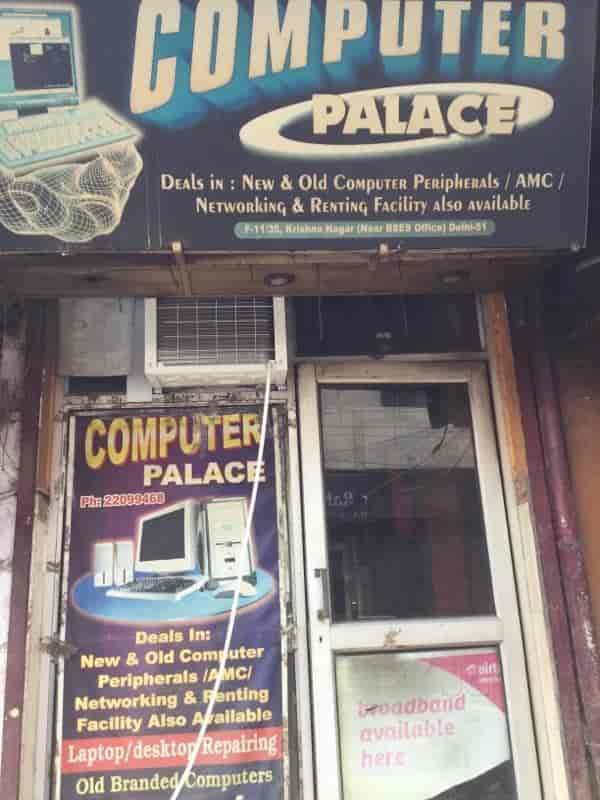 COMPUTER
PALACE
DEALS IN : NEW & OLD COMPUTER PERIPHERALS / AMC /
NETWORKING & RENTING FACILITY ALSO AVAILABLE
F-11/35, Krishna Nagar (Near BSES Office) Delhi-51
COMPUTER
PALACE
Ph: 22099468
Deals In:
New & Old Computer
Peripherals /AMC/
Networking & Renting
Facility Also Available
Laptop/desktop Repairing
Old Branded Computers
broadband
available
here